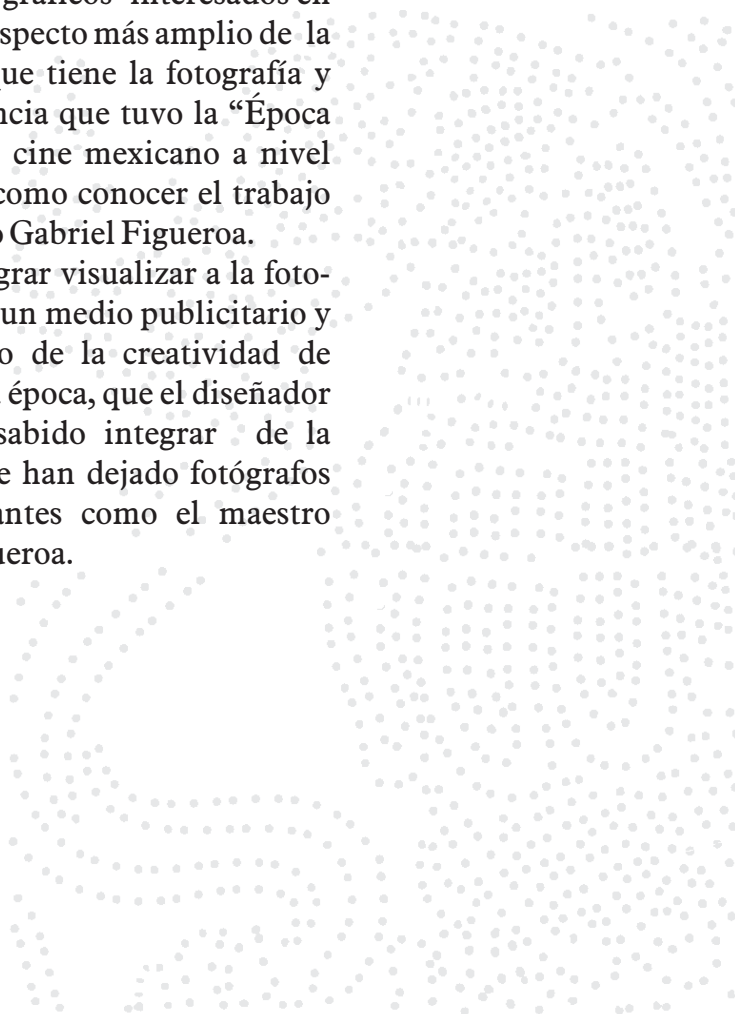 gráficos interesados en
specto más amplio de la
ue tiene la fotografía y
ncia que tuvo la “Época
cine mexicano a nivel
como conocer el trabajo
o Gabriel Figueroa.
grar visualizar a la foto-
un medio publicitario y
o de la creatividad de
época, que el diseñador
sabido integrar de la
e han dejado fotógrafos
antes como el maestro
ueroa.